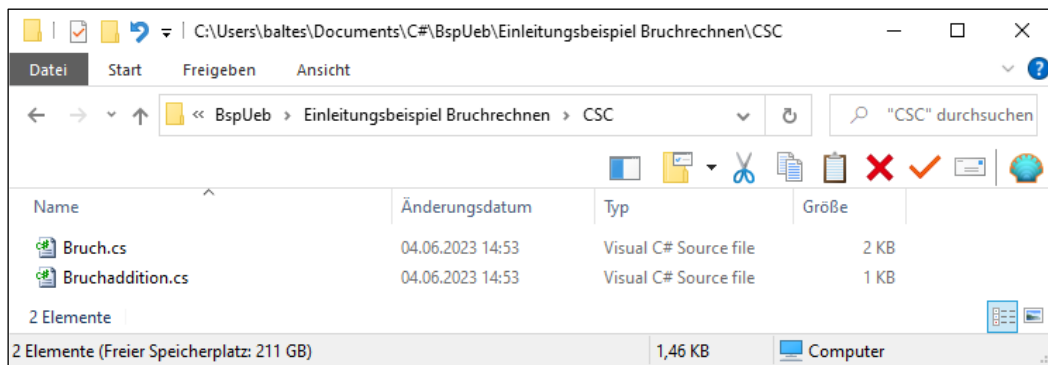 C:\Users\baltes\Documents\C#\BspUeb\Einleitungsbeispiel Bruchrechnen\CSC
Datei Start Freigeben Ansicht
« BspUeb › Einleitungsbeispiel Bruchrechnen › CSC "CSC" durchsuchen
Name Änderungsdatum Typ Größe
Bruch.cs 04.06.2023 14:53 Visual C# Source file 2 KB
Bruchaddition.cs 04.06.2023 14:53 Visual C# Source file 1 KB
2 Elemente
2 Elemente (Freier Speicherplatz: 211 GB) 1,46 KB Computer